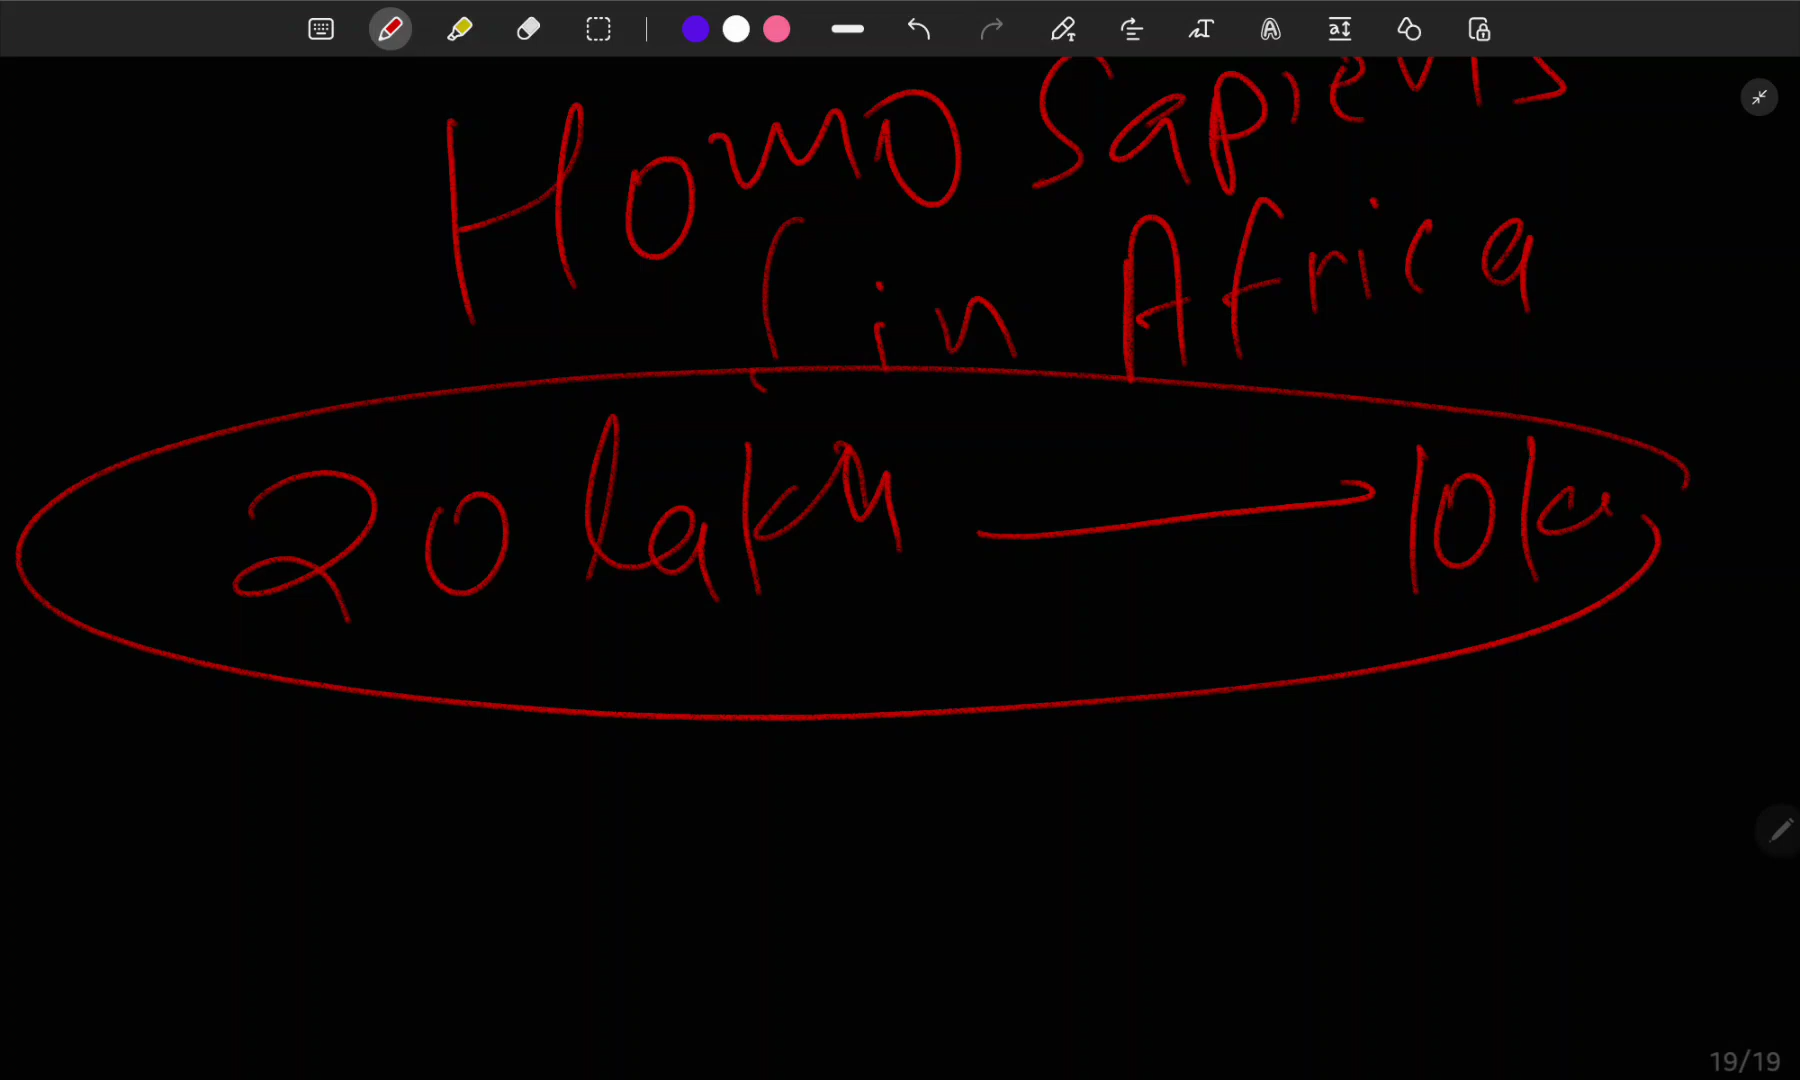 Homo Sapiens
(in Africa
20 lakh → 10k
19/19